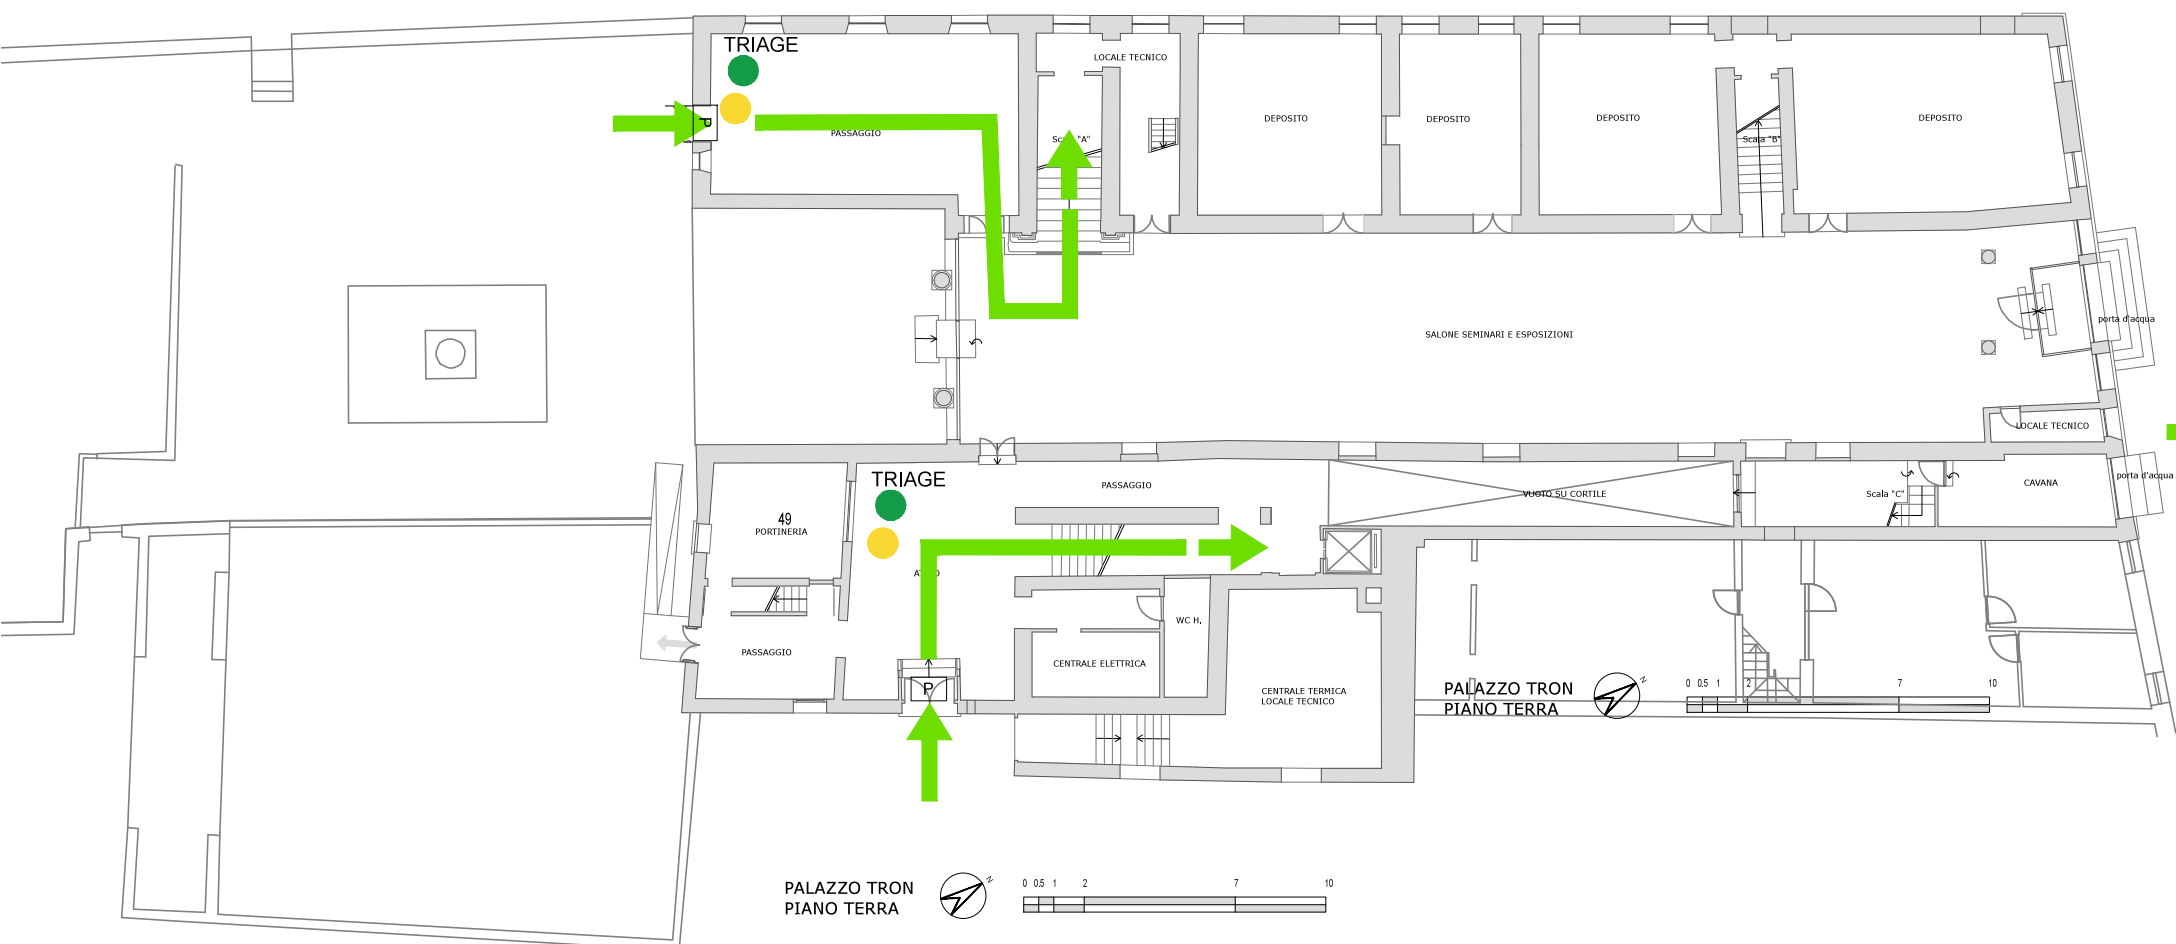 TRIAGE
LOCALE TECNICO
P
PASSAGGIO
Scala "A"
DEPOSITO
DEPOSITO
DEPOSITO
Scala "B"
DEPOSITO
SALONE SEMINARI E ESPOSIZIONI
porta d'acqua
LOCALE TECNICO
TRIAGE
49
PORTINERIA
PASSAGGIO
VUOTO SU CORTILE
Scala "C"
CAVANA
porta d'acqua
PASSAGGIO
WC H.
CENTRALE ELETTRICA
P
CENTRALE TERMICA
LOCALE TECNICO
PALAZZO TRON
PIANO TERRA
N
0 0.5 1 2 7 10
PALAZZO TRON
PIANO TERRA
N
0 0.5 1 2 7 10